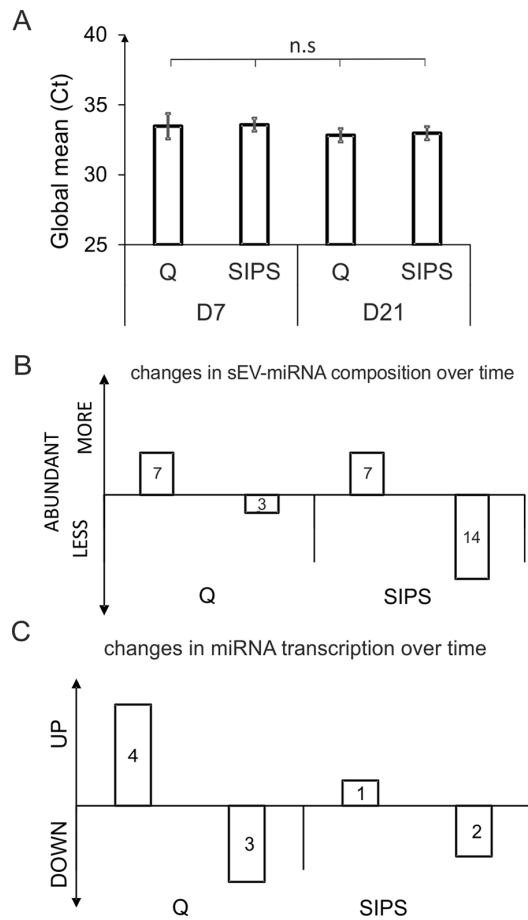 A
40
n.s
35
Global mean (Ct)
30
25
Q SIPS Q SIPS
D7 D21
B
changes in sEV-miRNA composition over time
ABUNDANT
MORE
LESS
7 3 7 14
Q SIPS
C
changes in miRNA transcription over time
UP
DOWN
4 3 1 2
Q SIPS